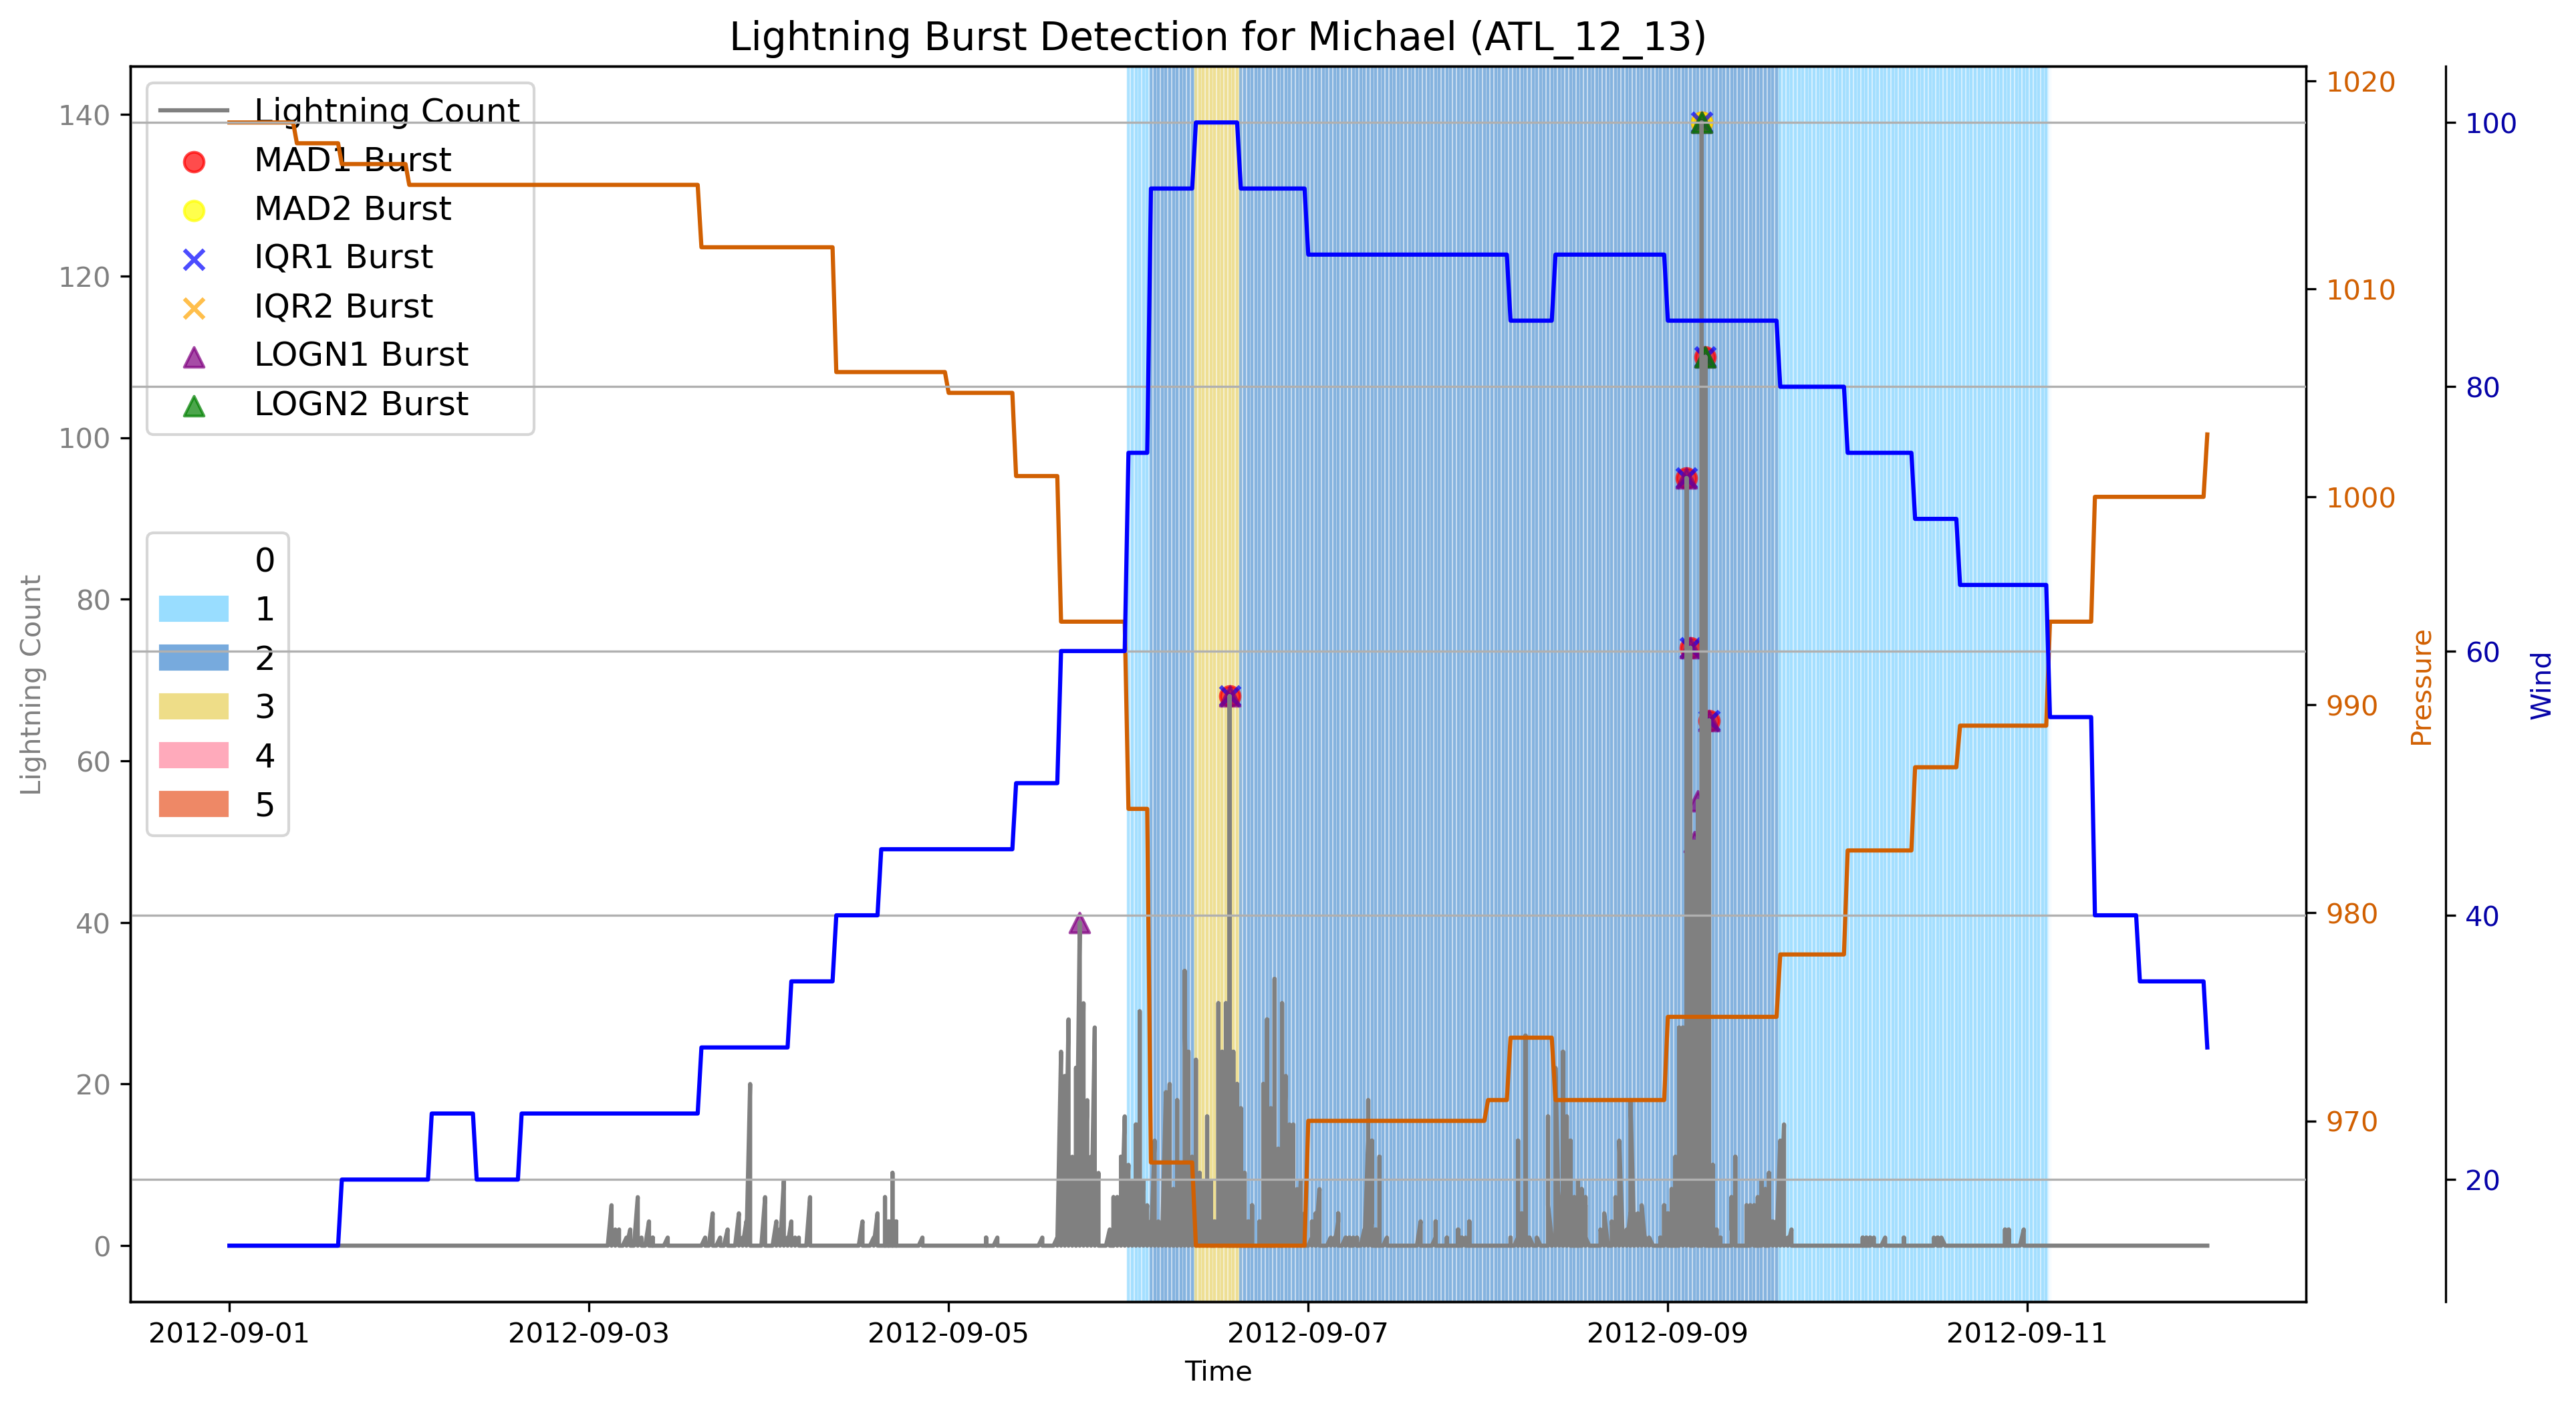 Lightning Burst Detection for Michael (ATL_12_13)
Lightning Count
MAD1 Burst
MAD2 Burst
IQR1 Burst
IQR2 Burst
LOGN1 Burst
LOGN2 Burst
0
1
2
3
4
5
Lightning Count
140
120
100
80
60
40
20
0
1020
1010
1000
990
980
970
Pressure
100
80
60
40
20
Wind
2012-09-01
2012-09-03
2012-09-05
2012-09-07
2012-09-09
2012-09-11
Time